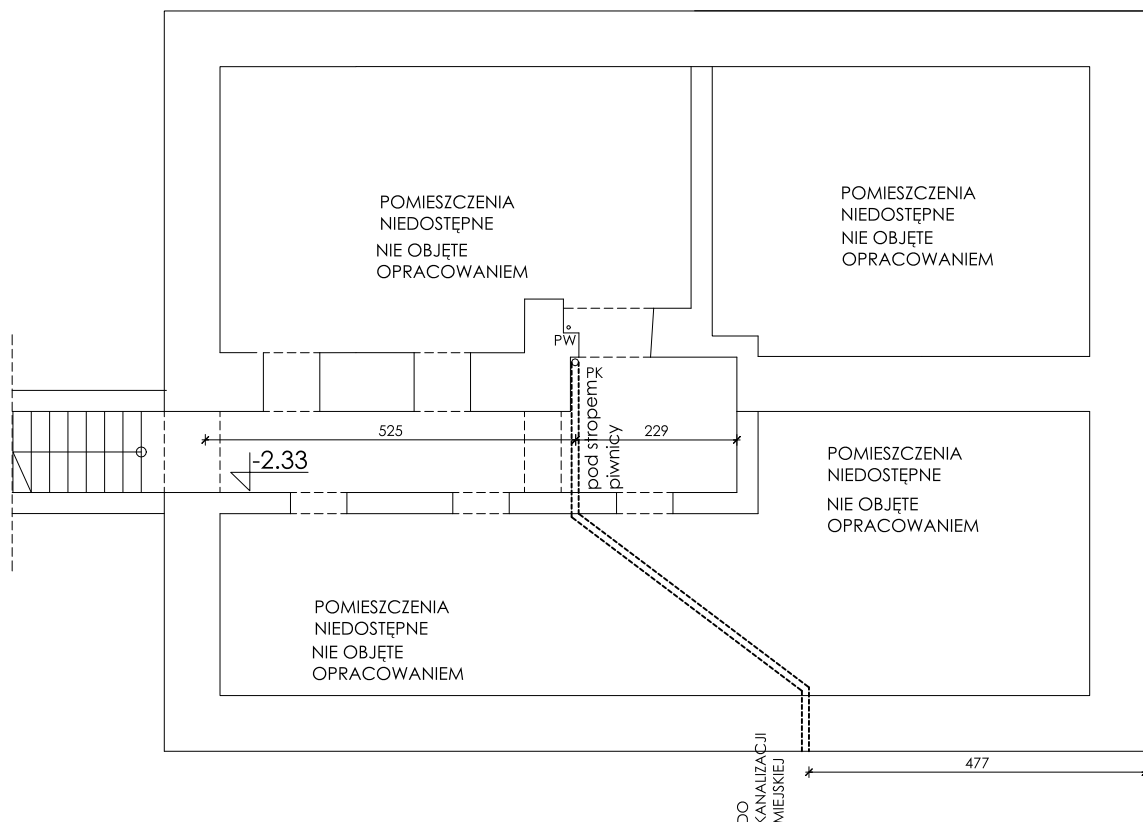 POMIESZCZENIA
NIEDOSTĘPNE
NIE OBJĘTE
OPRACOWANIEM
POMIESZCZENIA
NIEDOSTĘPNE
NIE OBJĘTE
OPRACOWANIEM
PW
PK
pod stropem
piwnicy
525
229
-2.33
POMIESZCZENIA
NIEDOSTĘPNE
NIE OBJĘTE
OPRACOWANIEM
POMIESZCZENIA
NIEDOSTĘPNE
NIE OBJĘTE
OPRACOWANIEM
DO
KANALIZACJI
MIEJSKIEJ
477